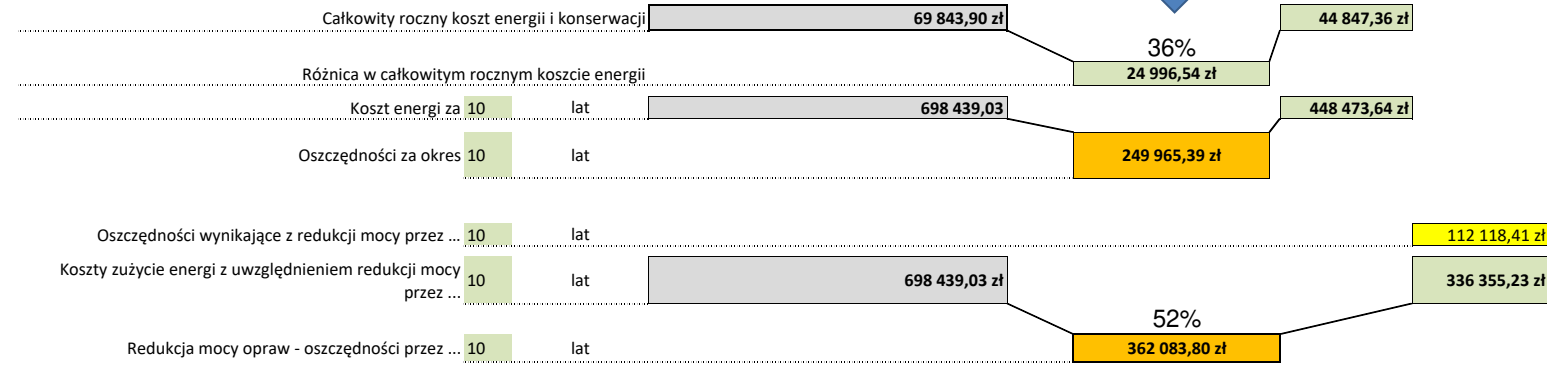 Całkowity roczny koszt energii i konserwacji 69 843,90 zł 44 847,36 zł
36%
Różnica w całkowitym rocznym koszcie energii 24 996,54 zł
Koszt energi za 10 lat 698 439,03 448 473,64 zł
Oszczędności za okres 10 lat 249 965,39 zł
Oszczędności wynikające z redukcji mocy przez ... 10 lat 112 118,41 zł
Koszty zużycie energi z uwzględnieniem redukcji mocy
przez ... 10 lat 698 439,03 zł 336 355,23 zł
52%
Redukcja mocy opraw - oszczędności przez ... 10 lat 362 083,80 zł